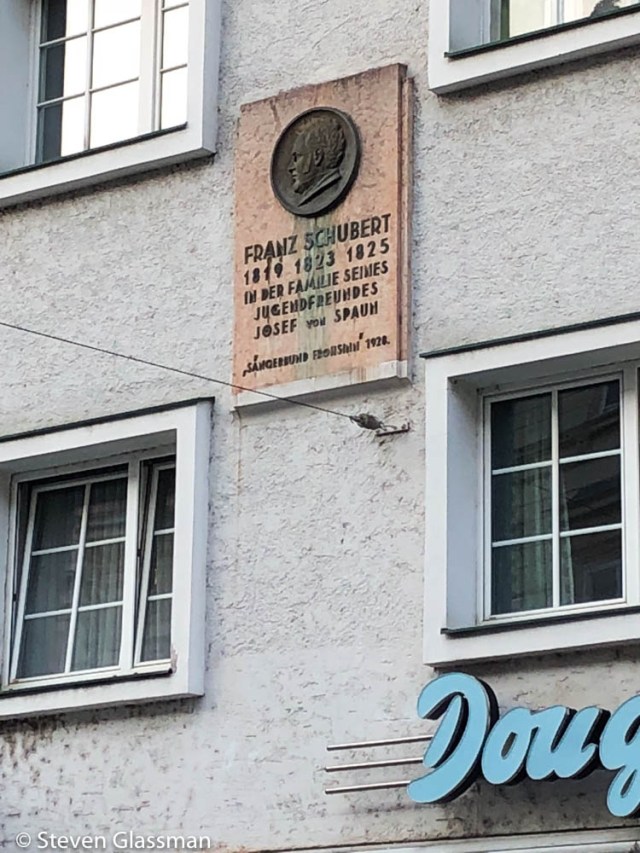 FRANZ SCHUBERT
1819 1823 1825
IN DER FAMILIE SEINES
JUGENDFREUNDES
JOSEF VON SPAUN
„SÄNGERBUND FROHSINN" 1928.
Doug
© Steven Glassman